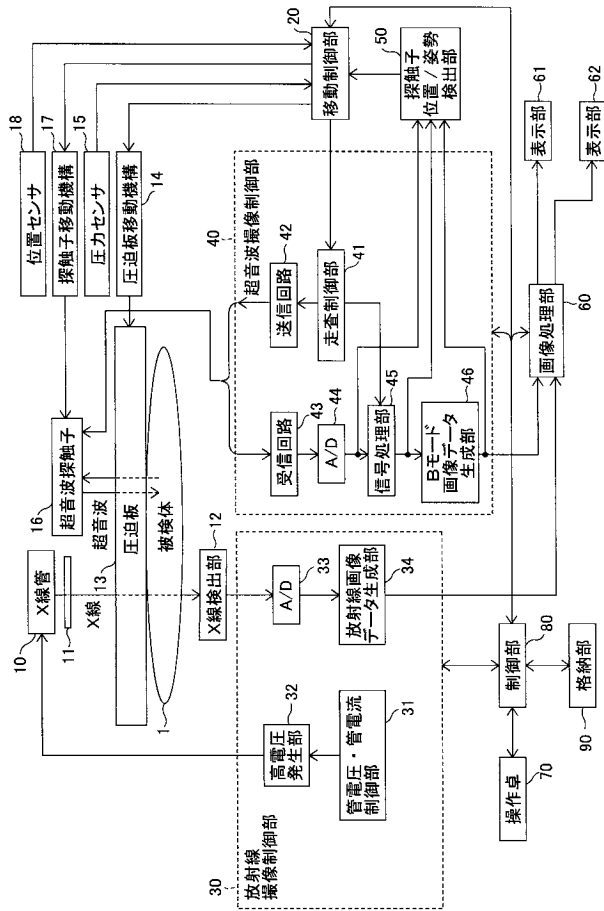 18
位置センサ
17
探触子移動機構
15
圧力センサ
14
圧迫板移動機構
20
移動制御部
50
探触子
位置/姿勢
検出部
61
表示部
62
表示部
10
X線管
11
X線
16
超音波探触子
超音波
13
圧迫板
被検体
1
12
X線検出部
40
超音波撮像制御部
42
送信回路
41
走査制御部
43
受信回路
44
A/D
45
信号処理部
46
Bモード
画像データ
生成部
60
画像処理部
30
放射線
撮像制御部
32
高電圧
発生部
31
管電圧・管電流
制御部
33
A/D
34
放射線画像
データ生成部
80
制御部
70
操作卓
90
格納部